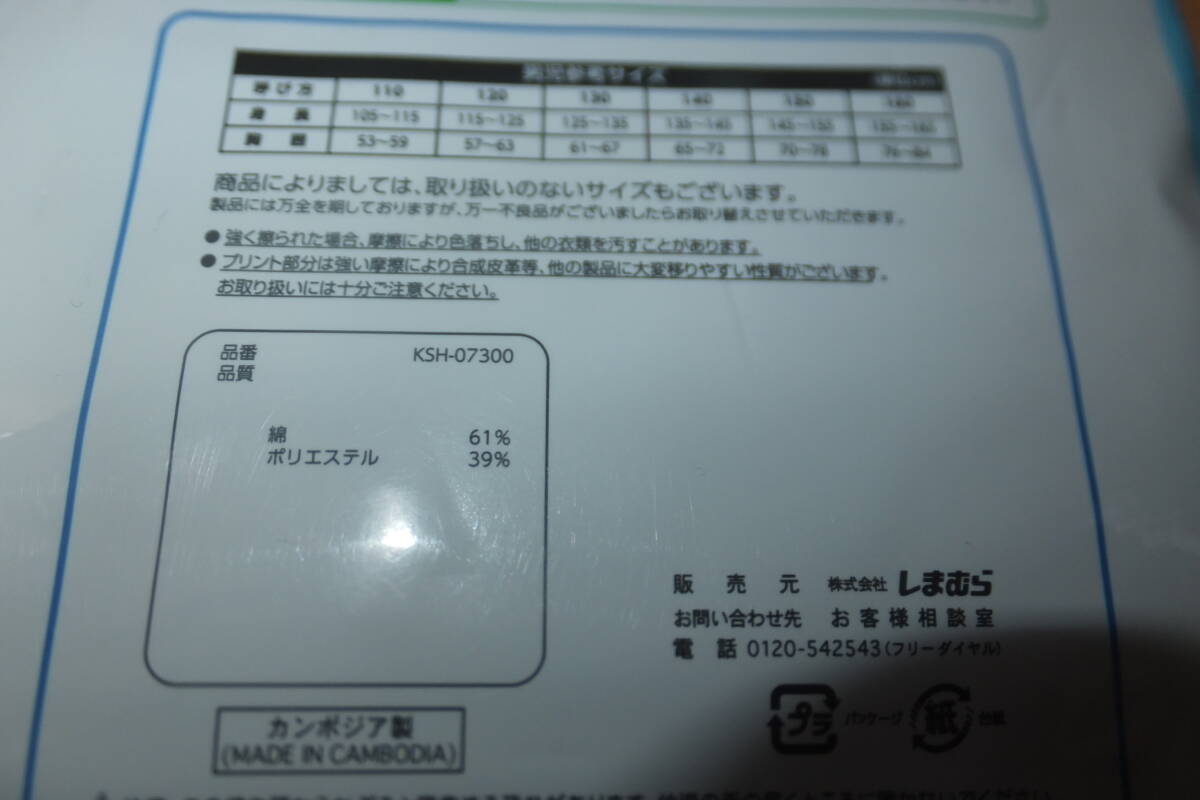 男児参考サイズ
呼び方 110 120 130 140 150 160
身長 105~115 115~125 125~135 135~145 145~155 155~165
胸囲 53~59 57~63 61~67 65~72 70~78 76~84
商品によりましては、取り扱いのないサイズもございます。
製品には万全を期しておりますが、万一不良品がございましたらお取り替えさせていただきます。
● 強く擦られた場合、摩擦により色落ちし、他の衣類を汚すことがあります。
● プリント部分は強い摩擦により合成皮革等、他の製品に大変移りやすい性質がございます。
お取り扱いには十分ご注意ください。
品番 KSH-07300
品質
綿 61%
ポリエステル 39%
販売元 株式会社 しまむら
お問い合わせ先 お客様相談室
電話 0120-542543(フリーダイヤル)
プラ パッケージ 紙 台紙
カンボジア製
(MADE IN CAMBODIA)